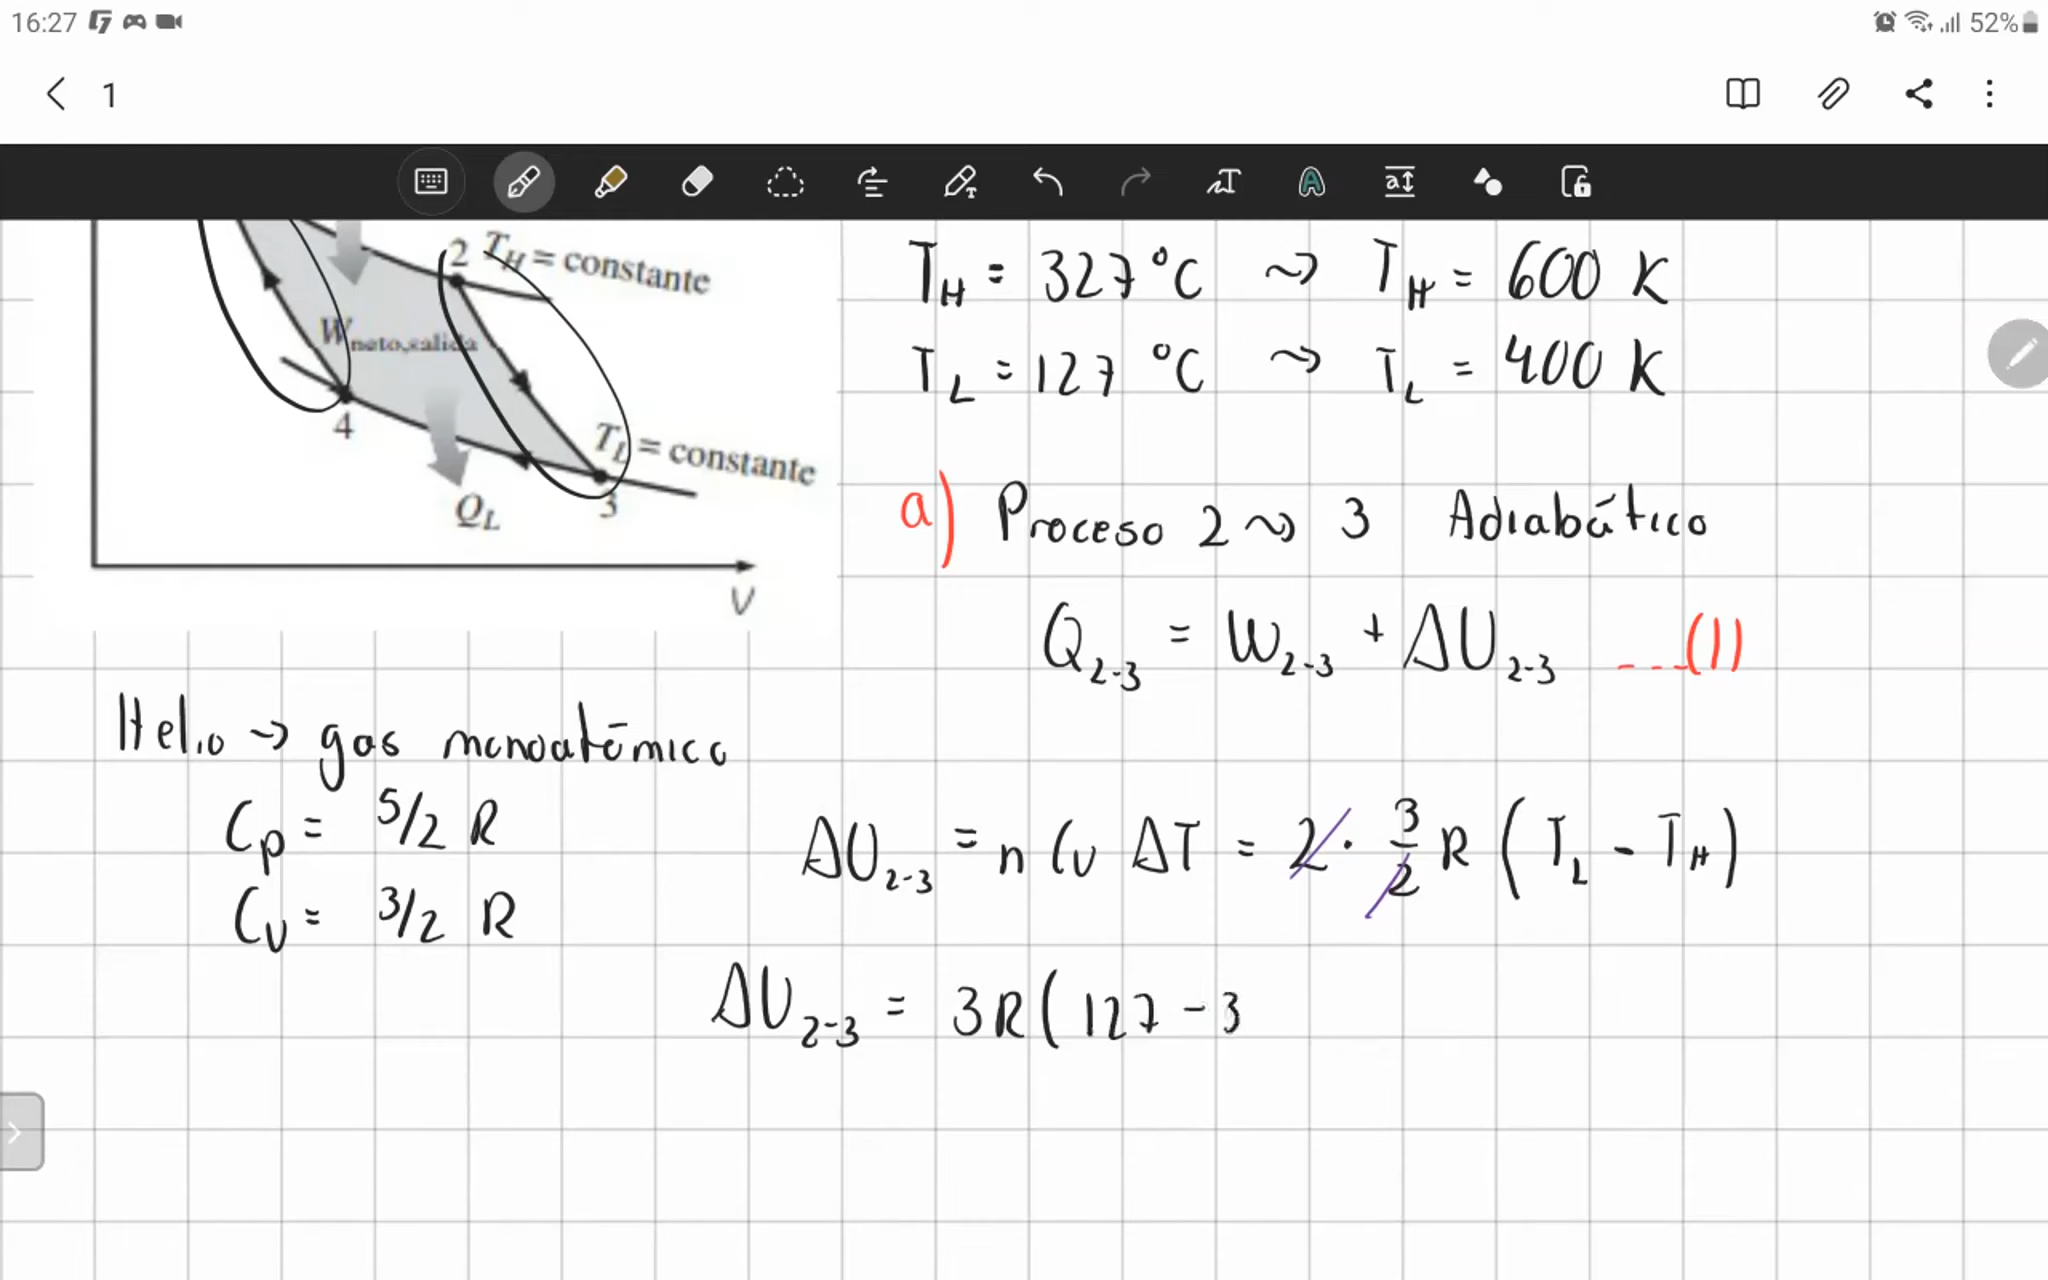 16:27
52%
1
2 T_H = constante
W_neto,salida
4
T_L = constante
3
Q_L
V
T_H = 327 °C ⤳ T_H = 600 K
T_L = 127 °C ⤳ T_L = 400 K
a) Proceso 2 ⤳ 3 Adiabático
Q_2-3 = W_2-3 + ΔU_2-3 ...(1)
Helio → gas monoatómico
Cp = 5/2 R
Cv = 3/2 R
ΔU_2-3 = n Cv ΔT = 2 · 3/2 R (T_L - T_H)
ΔU_2-3 = 3R(127 - 3